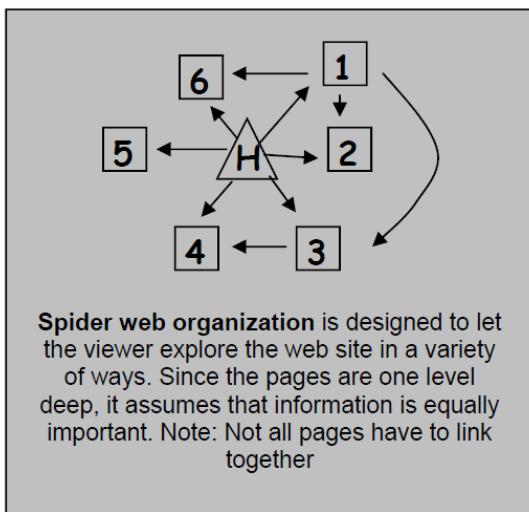 6 1
5 H 2
4 3
Spider web organization is designed to let
the viewer explore the web site in a variety
of ways. Since the pages are one level
deep, it assumes that information is equally
important. Note: Not all pages have to link
together